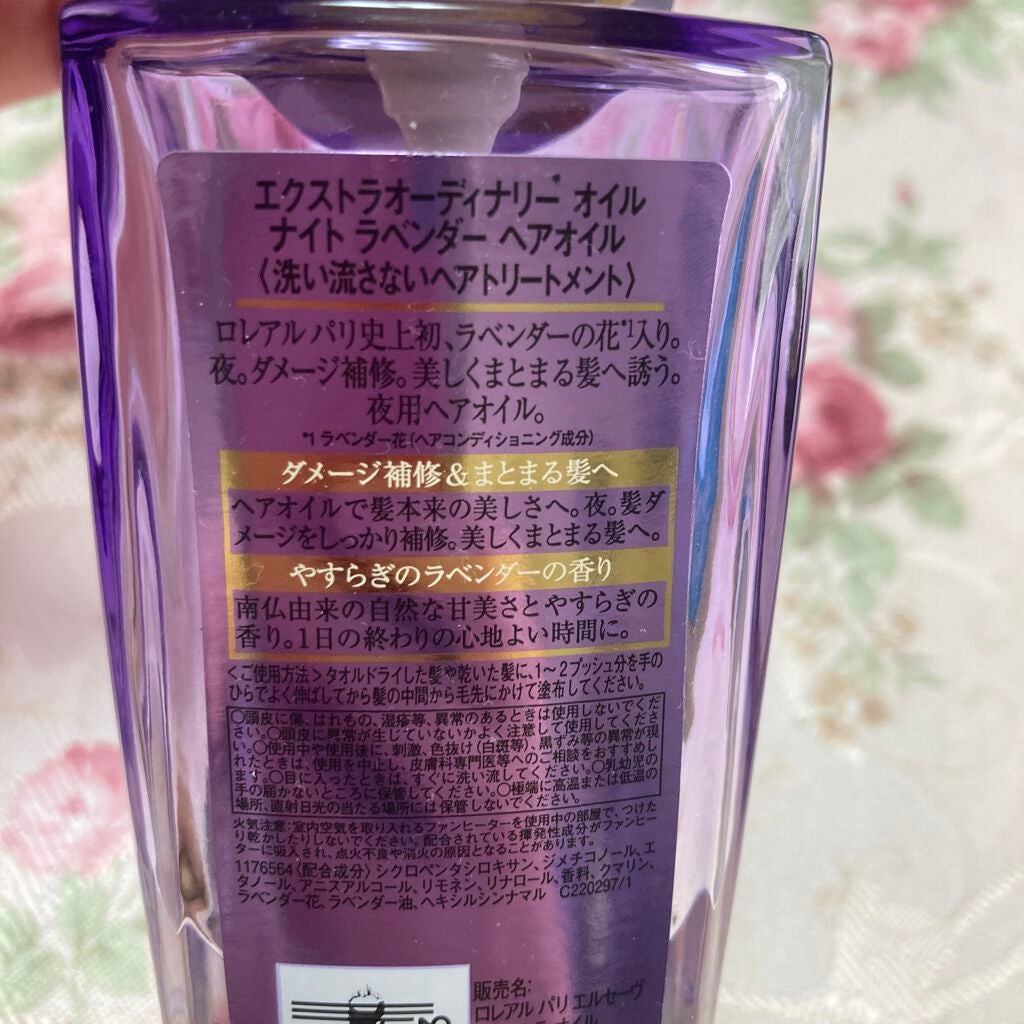 エクストラオーディナリー* オイル
ナイト ラベンダー ヘアオイル
〈洗い流さないヘアトリートメント〉
ロレアル パリ史上初、ラベンダーの花*1入り。
夜。ダメージ補修。美しくまとまる髪へ誘う。
夜用ヘアオイル。
*1 ラベンダー花（ヘアコンディショニング成分）
ダメージ補修＆まとまる髪へ
ヘアオイルで髪本来の美しさへ。夜。髪ダ
メージをしっかり補修。美しくまとまる髪へ。
やすらぎのラベンダーの香り
南仏由来の自然な甘美さとやすらぎの
香り。1日の終わりの心地よい時間に。
＜ご使用方法＞タオルドライした髪や乾いた髪に、1〜2プッシュ分を手の
ひらでよく伸ばしてから髪の中間から毛先にかけて塗布してください。
○頭皮に傷、はれもの、湿疹等、異常のあるときは使用しないでくだ
さい。○頭皮に異常が生じていないかよく注意して使用してくださ
い。○使用中や使用後に、刺激、色抜け（白斑等）、黒ずみ等の異常が現
れたときは、使用を中止し、皮膚科専門医等へのご相談をおすすめし
ます。○目に入ったときは、すぐに洗い流してください。○乳幼児の
手の届かないところに保管してください。○極端に高温または低温の
場所、直射日光の当たる場所には保管しないでください。
火気注意：室内空気を取り入れるファンヒーターを使用中の部屋で、つけた
り乾かしたりしないでください。配合されている揮発性成分がファンヒー
ターに吸入され、点火不良や消火の原因となることがあります。
1176564〈配合成分〉シクロペンタシロキサン、ジメチコノール、エ
タノール、アニスアルコール、リモネン、リナロール、香料、クマリン、
ラベンダー花、ラベンダー油、ヘキシルシンナマル C220297/1
販売名：
ロレアル パリ エルセーヴ
オイル